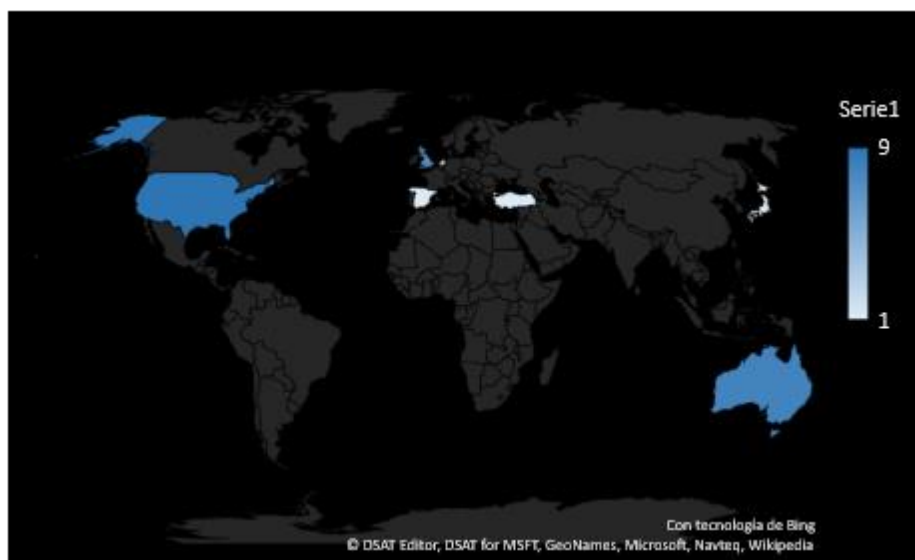 Serie1
9
1
Con tecnología de Bing
© DSAT Editor, DSAT for MSFT, GeoNames, Microsoft, Navteq, Wikipedia